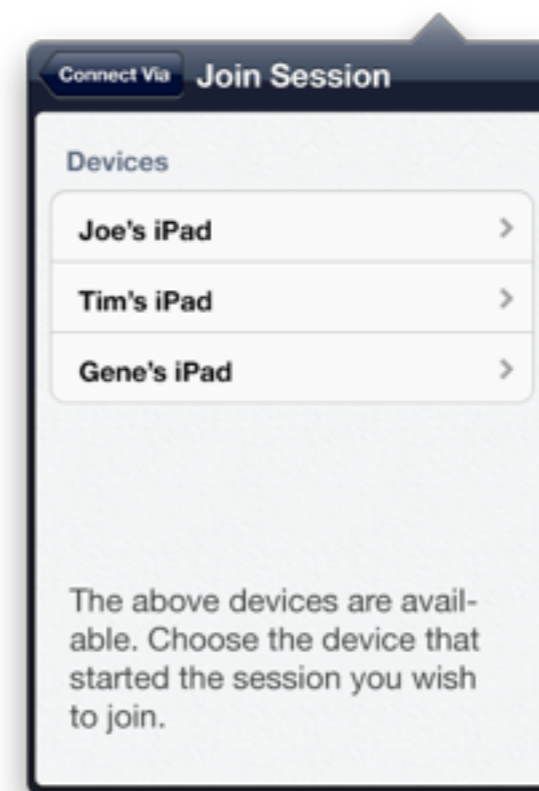 Connect Via Join Session
Devices
Joe's iPad
Tim's iPad
Gene's iPad
The above devices are avail-
able. Choose the device that
started the session you wish
to join.